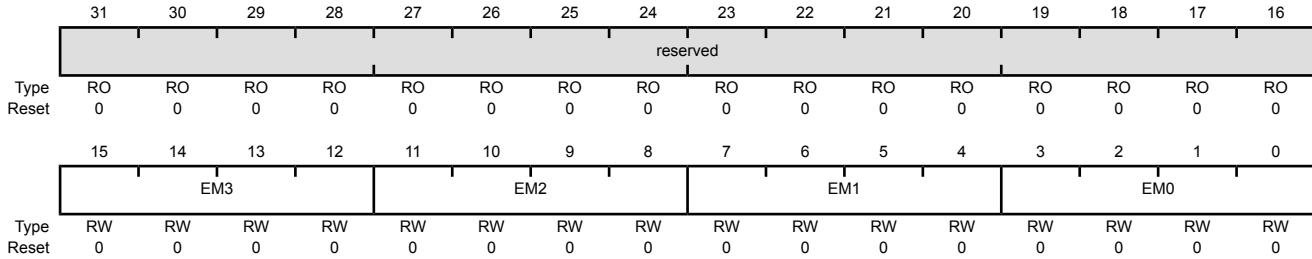 31 30 29 28 27 26 25 24 23 22 21 20 19 18 17 16
reserved
Type RO RO RO RO RO RO RO RO RO RO RO RO RO RO RO RO
Reset 0 0 0 0 0 0 0 0 0 0 0 0 0 0 0 0
15 14 13 12 11 10 9 8 7 6 5 4 3 2 1 0
EM3 EM2 EM1 EM0
Type RW RW RW RW RW RW RW RW RW RW RW RW RW RW RW RW
Reset 0 0 0 0 0 0 0 0 0 0 0 0 0 0 0 0